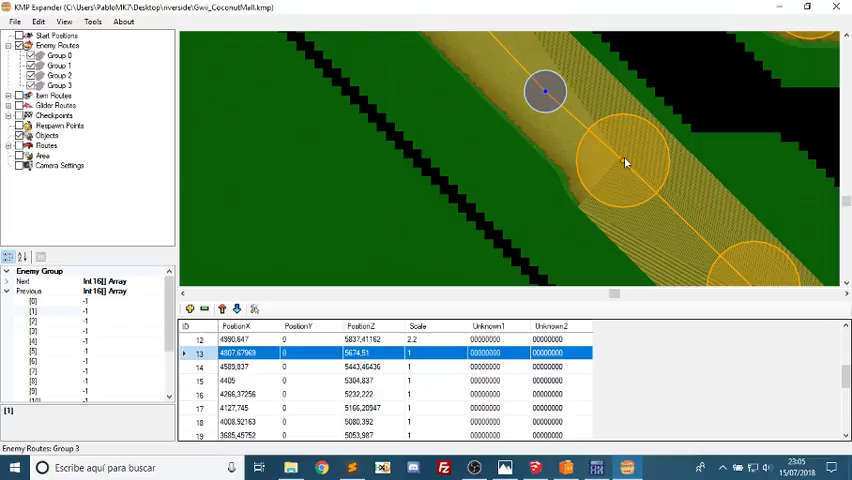 KMP Expander (C:\Users\PabloMK7\Desktop\riverside\Gwii_CoconutMall.kmp)
File Edit View Tools About
Start Positions
Enemy Routes
Group 0
Group 1
Group 2
Group 3
Item Routes
Glider Routes
Checkpoints
Respawn Points
Objects
Routes
Area
Camera Settings
Enemy Group
Next Int16[] Array
Previous Int16[] Array
[0] -1
[1] -1
[2] -1
[3] -1
[4] -1
[5] -1
[6] -1
[7] -1
[8] -1
[9] -1
[10] -1
[1]
ID PositionX PositionY PositionZ Scale Unknown1 Unknown2
12 4990,647 0 5837,41162 2.2 00000000 00000000
13 4807,67969 0 5674,51 1 00000000 00000000
14 4589,837 0 5443,46436 1 00000000 00000000
15 4405 0 5304,837 1 00000000 00000000
16 4266,37256 0 5232,222 1 00000000 00000000
17 4127,745 0 5166,20947 1 00000000 00000000
18 4008,92163 0 5080,392 1 00000000 00000000
19 3685,45752 0 5053,987 1 00000000 00000000
Enemy Routes: Group 3
Escribe aquí para buscar
23:05
15/07/2018